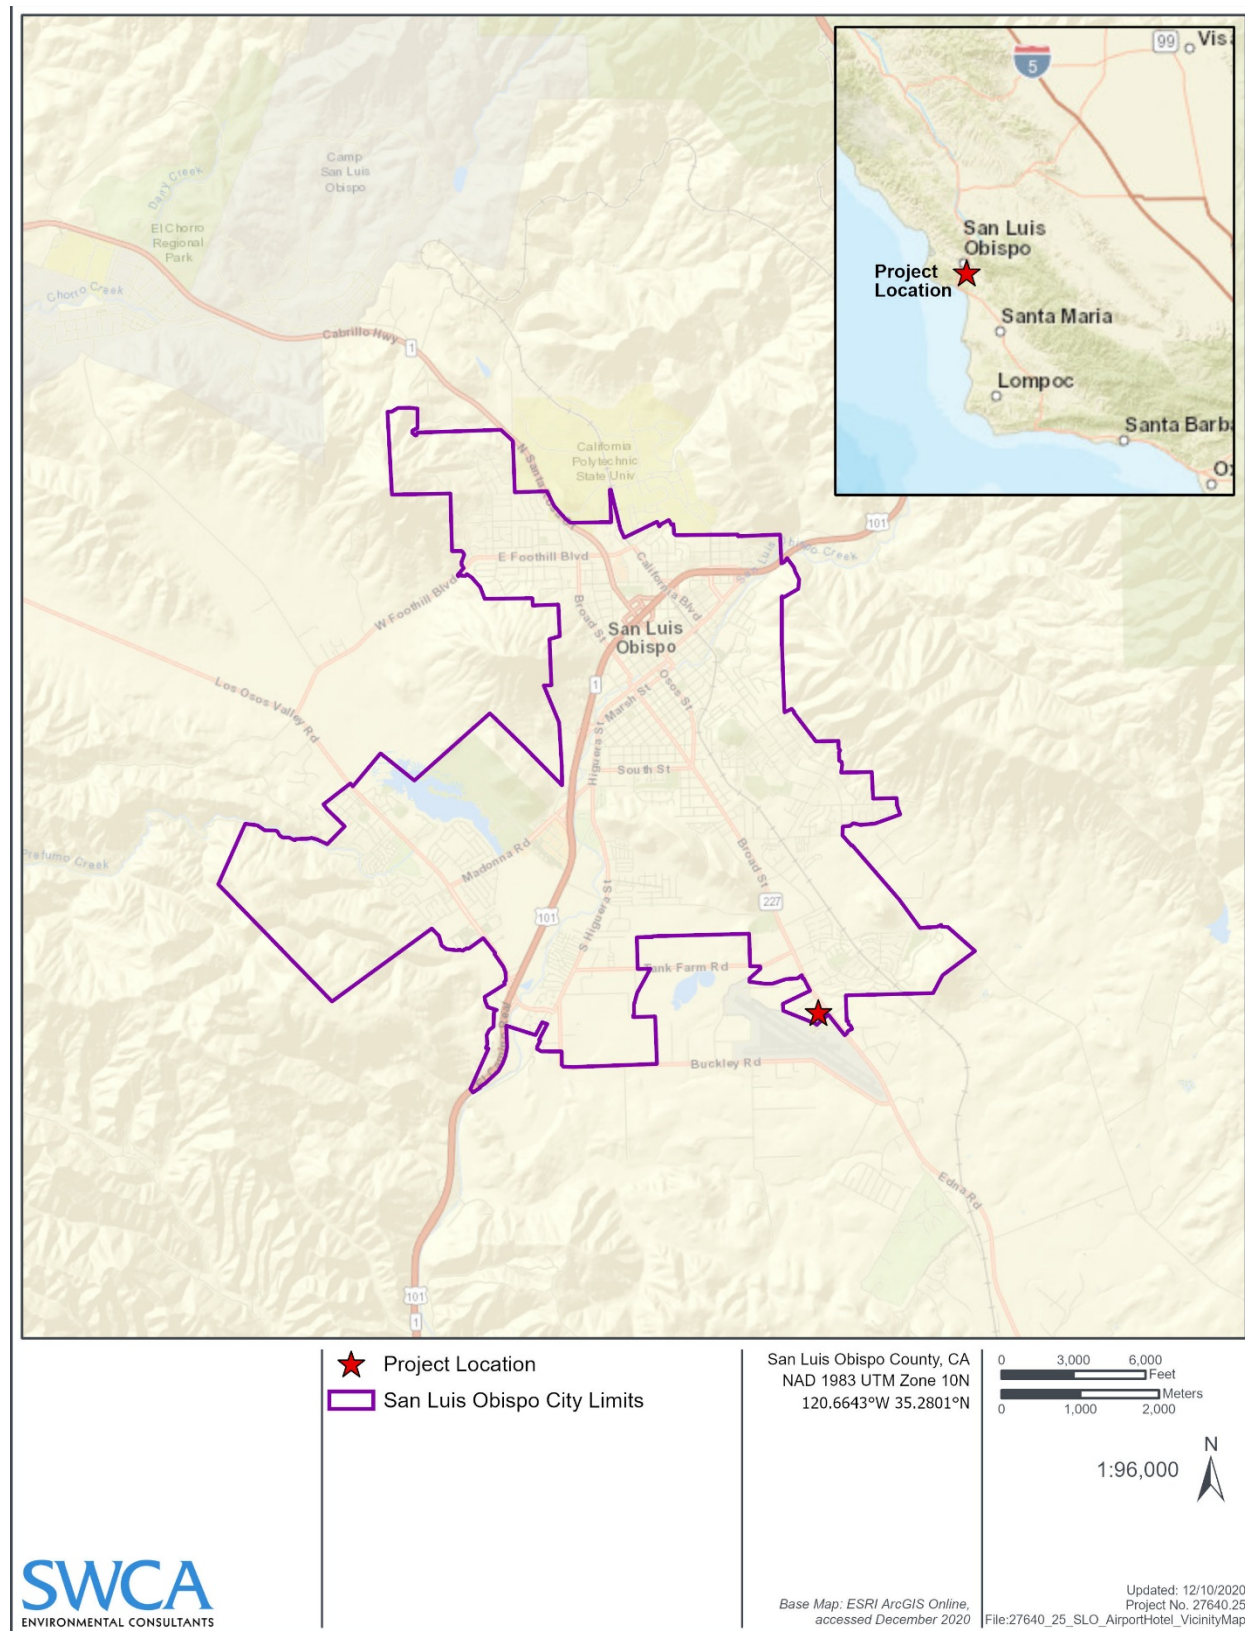 Camp
San Luis
Obispo
Dairy Creek
El Chorro
Regional
Park
Chorro Creek
Cabrillo Hwy
1
N Santa Rosa St
California
Polytechnic
State Univ
101
San Luis Obispo Creek
E Foothill Blvd
W Foothill Blvd
California Blvd
Broad St
San Luis
Obispo
1
Marsh St
Osos St
Los Osos Valley Rd
Higuera St
South St
Prefumo Creek
Madonna Rd
Broad St
227
101
S Higuera St
Tank Farm Rd
El Camino Real
Buckley Rd
Edna Rd
101
1
99
Visa
5
San Luis
Obispo
Project
Location
Santa Maria
Lompoc
Santa Barba
Ox
Project Location
San Luis Obispo City Limits
San Luis Obispo County, CA
NAD 1983 UTM Zone 10N
120.6643°W 35.2801°N
0 3,000 6,000
Feet
Meters
0 1,000 2,000
N
1:96,000
SWCA
ENVIRONMENTAL CONSULTANTS
Base Map: ESRI ArcGIS Online,
accessed December 2020
Updated: 12/10/2020
Project No. 27640.25
File:27640_25_SLO_AirportHotel_VicinityMap